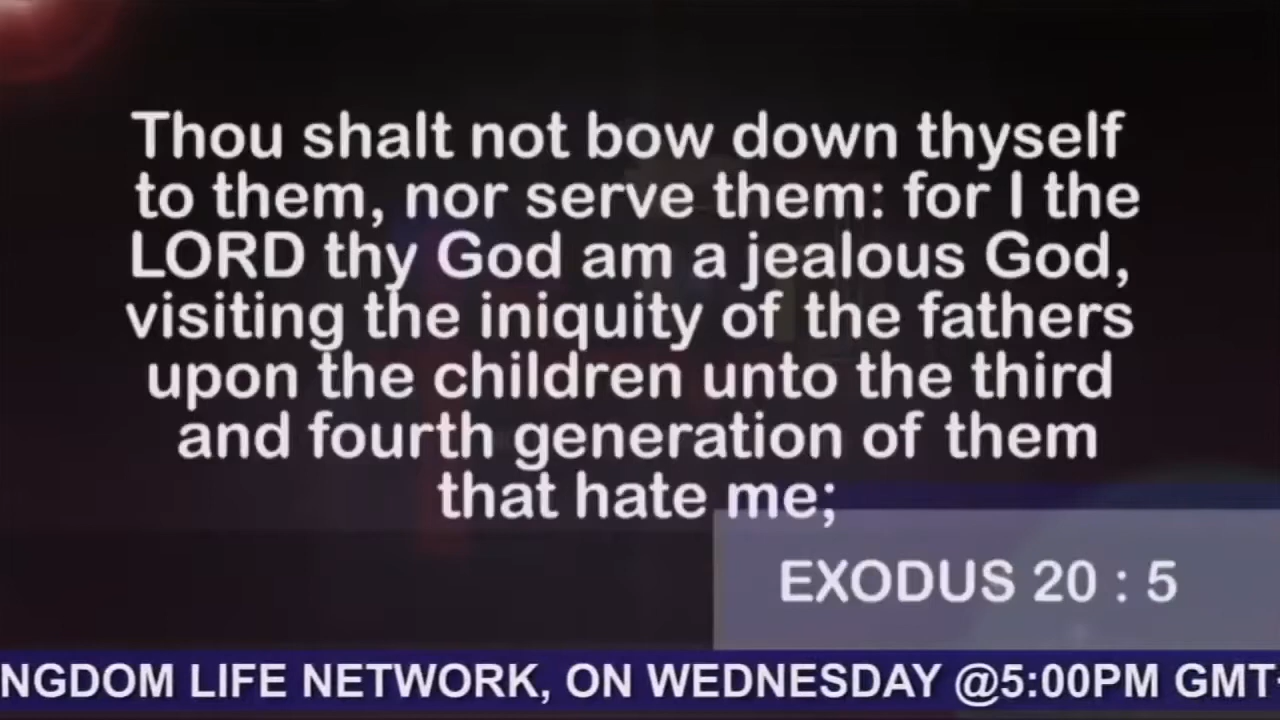 Thou shalt not bow down thyself
to them, nor serve them: for I the
LORD thy God am a jealous God,
visiting the iniquity of the fathers
upon the children unto the third
and fourth generation of them
that hate me;
EXODUS 20 : 5
NGDOM LIFE NETWORK, ON WEDNESDAY @5:00PM GMT